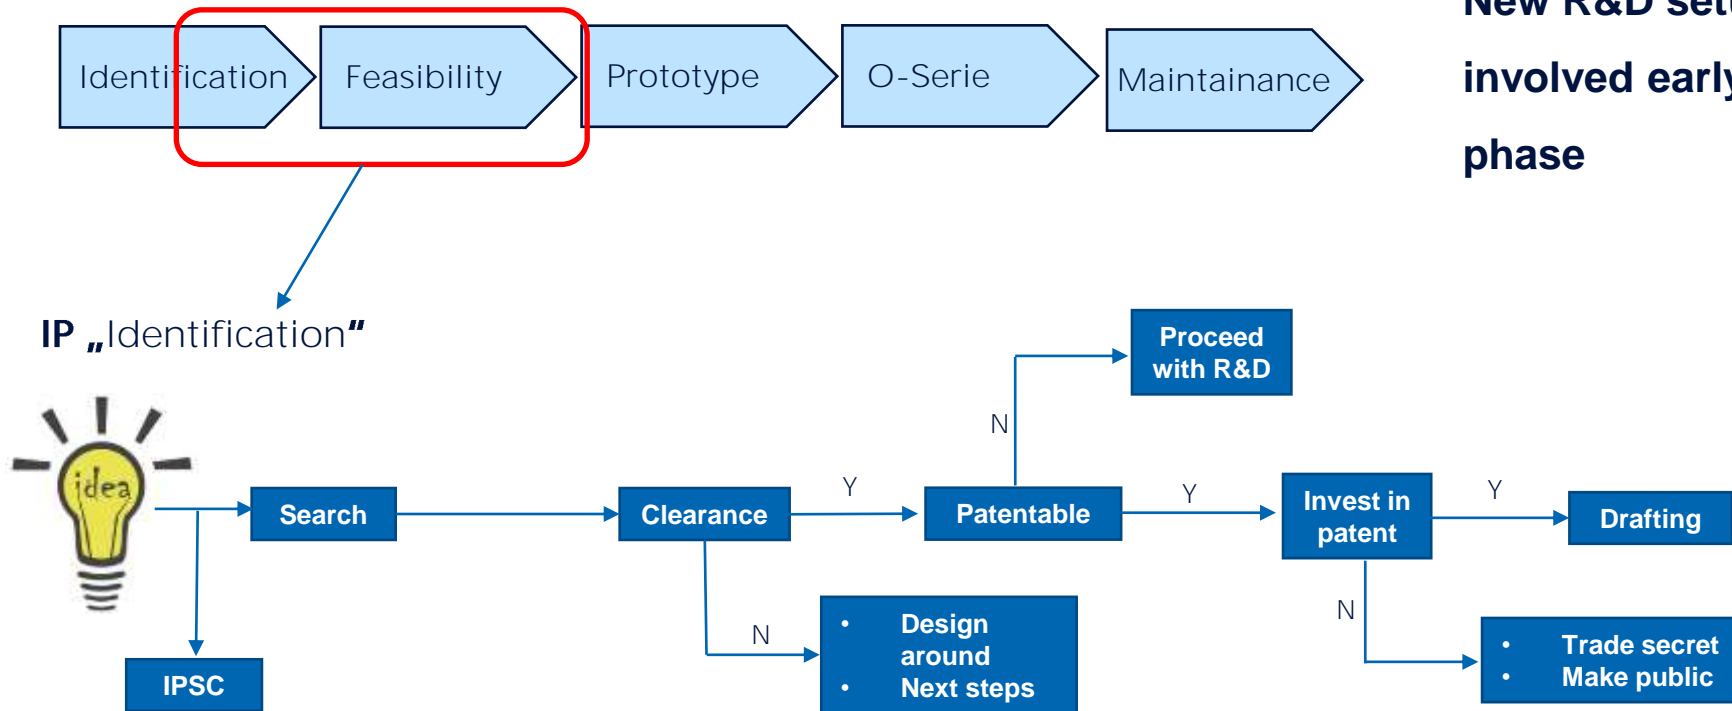 New R&D
involved early
phase
Identification
Feasibility
Prototype
O-Serie
Maintainance
IP „Identification"
idea
Search
Clearance
Y
Patentable
Y
Invest in
patent
Y
Drafting
N
Proceed
with R&D
N
• Design
around
• Next steps
N
• Trade secret
• Make public
IPSC